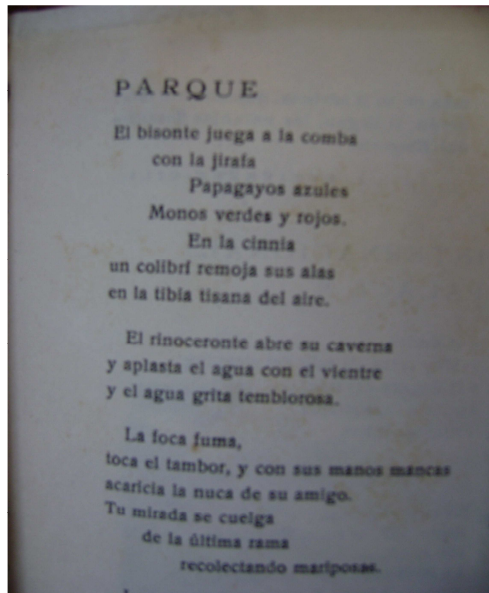 PARQUE
El bisonte juega a la comba
con la jirafa
Papagayos azules
Monos verdes y rojos.
En la cinnia
un colibrí remoja sus alas
en la tibia tisana del aire.
El rinoceronte abre su caverna
y aplasta el agua con el vientre
y el agua grita temblorosa.
La foca fuma,
toca el tambor, y con sus manos mancas
acaricia la nuca de su amigo.
Tu mirada se cuelga
de la última rama
recolectando mariposas.